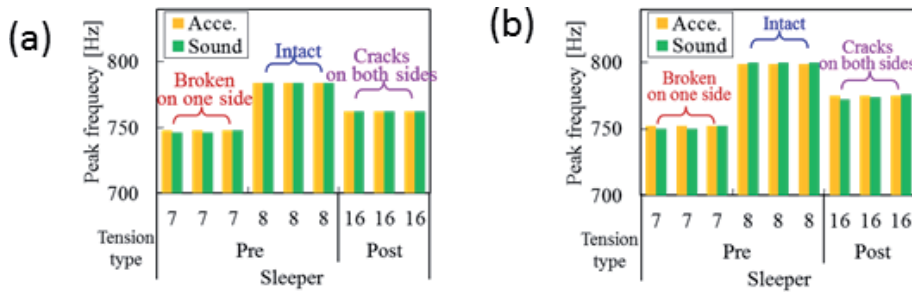 (a)
Acce.
Sound
Peak frequecy [Hz]
800
750
700
Broken
on one side
Intact
Cracks
on both sides
7 7 7 8 8 8 16 16 16
Tension
type
Pre Post
Sleeper
(b)
Acce.
Sound
Peak frequecy [Hz]
800
750
700
Broken
on one side
Intact
Cracks
on both sides
7 7 7 8 8 8 16 16 16
Tension
type
Pre Post
Sleeper